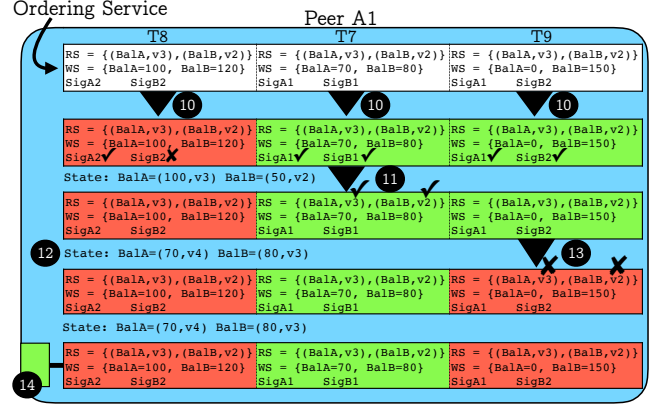 Ordering Service
Peer A1
T8 T7 T9
RS = {(BalA,v3),(BalB,v2)} RS = {(BalA,v3),(BalB,v2)} RS = {(BalA,v3),(BalB,v2)}
WS = {BalA=100, BalB=120} WS = {BalA=70, BalB=80} WS = {BalA=0, BalB=150}
SigA2 SigB2 SigA1 SigB1 SigA1 SigB2
10 10 10
RS = {(BalA,v3),(BalB,v2)} RS = {(BalA,v3),(BalB,v2)} RS = {(BalA,v3),(BalB,v2)}
WS = {BalA=100, BalB=120} WS = {BalA=70, BalB=80} WS = {BalA=0, BalB=150}
SigA2✓ SigB2✗ SigA1✓ SigB1✓ SigA1✓ SigB2✓
State: BalA=(100,v3) BalB=(50,v2) 11
RS = {(BalA,v3),(BalB,v2)} RS = {(BalA,v3),(BalB,v2)} RS = {(BalA,v3),(BalB,v2)}
WS = {BalA=100, BalB=120} WS = {BalA=70, BalB=80} WS = {BalA=0, BalB=150}
SigA2 SigB2 SigA1 SigB1 SigA1 SigB2
12 State: BalA=(70,v4) BalB=(80,v3) 13
RS = {(BalA,v3),(BalB,v2)} RS = {(BalA,v3),(BalB,v2)} RS = {(BalA,v3),(BalB,v2)}
WS = {BalA=100, BalB=120} WS = {BalA=70, BalB=80} WS = {BalA=0, BalB=150}
SigA2 SigB2 SigA1 SigB1 SigA1 SigB2
State: BalA=(70,v4) BalB=(80,v3)
RS = {(BalA,v3),(BalB,v2)} RS = {(BalA,v3),(BalB,v2)} RS = {(BalA,v3),(BalB,v2)}
WS = {BalA=100, BalB=120} WS = {BalA=70, BalB=80} WS = {BalA=0, BalB=150}
14 SigA2 SigB2 SigA1 SigB1 SigA1 SigB2